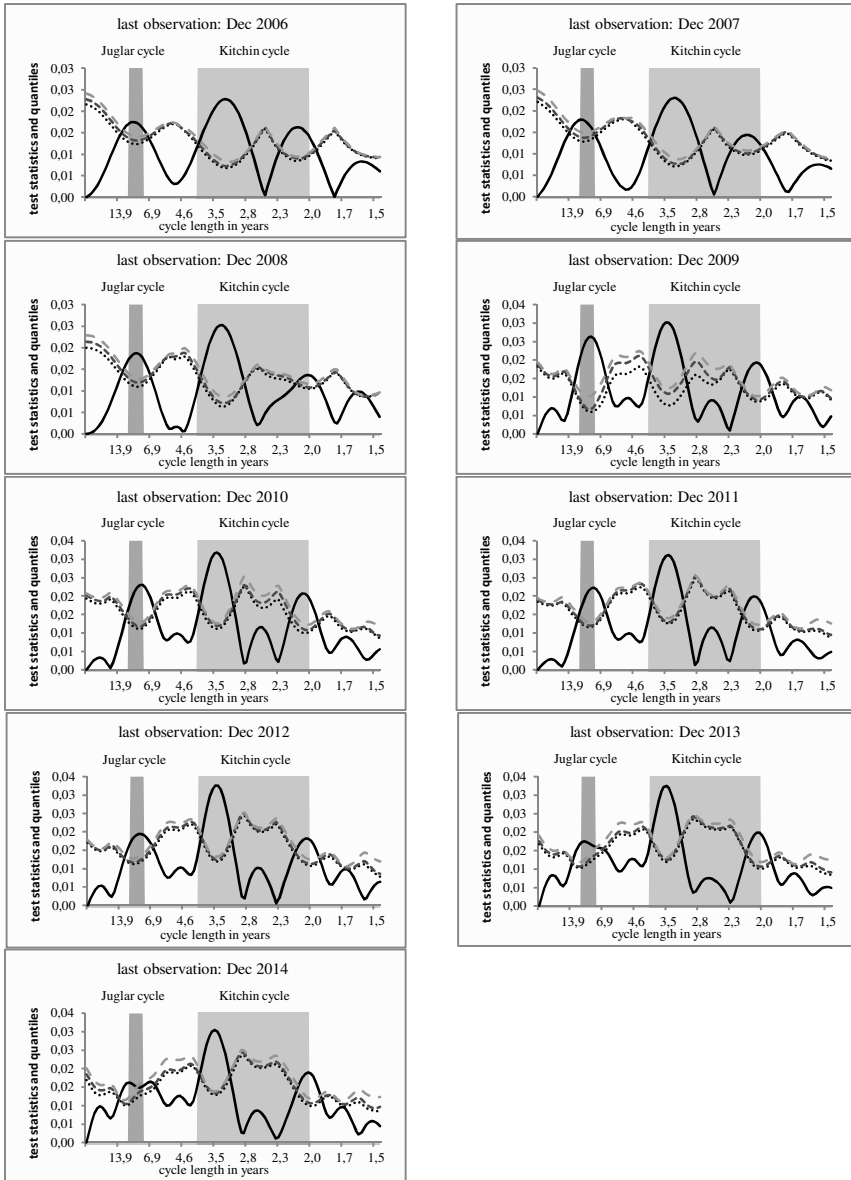 last observation: Dec 2006
Juglar cycle Kitchin cycle
test statistics and quantiles
0,03
0,02
0,02
0,01
0,01
0,00
13,9 6,9 4,6 3,5 2,8 2,3 2,0 1,7 1,5
cycle length in years
last observation: Dec 2007
Juglar cycle Kitchin cycle
test statistics and quantiles
0,03
0,03
0,02
0,02
0,01
0,01
0,00
13,9 6,9 4,6 3,5 2,8 2,3 2,0 1,7 1,5
cycle length in years
last observation: Dec 2008
Juglar cycle Kitchin cycle
test statistics and quantiles
0,03
0,03
0,02
0,02
0,01
0,01
0,00
13,9 6,9 4,6 3,5 2,8 2,3 2,0 1,7 1,5
cycle length in years
last observation: Dec 2009
Juglar cycle Kitchin cycle
test statistics and quantiles
0,04
0,03
0,03
0,02
0,02
0,01
0,01
0,00
13,9 6,9 4,6 3,5 2,8 2,3 2,0 1,7 1,5
cycle length in years
last observation: Dec 2010
Juglar cycle Kitchin cycle
test statistics and quantiles
0,04
0,03
0,03
0,02
0,02
0,01
0,01
0,00
13,9 6,9 4,6 3,5 2,8 2,3 2,0 1,7 1,5
cycle length in years
last observation: Dec 2011
Juglar cycle Kitchin cycle
test statistics and quantiles
0,04
0,03
0,03
0,02
0,02
0,01
0,01
0,00
13,9 6,9 4,6 3,5 2,8 2,3 2,0 1,7 1,5
cycle length in years
last observation: Dec 2012
Juglar cycle Kitchin cycle
test statistics and quantiles
0,04
0,03
0,03
0,02
0,02
0,01
0,01
0,00
13,9 6,9 4,6 3,5 2,8 2,3 2,0 1,7 1,5
cycle length in years
last observation: Dec 2013
Juglar cycle Kitchin cycle
test statistics and quantiles
0,04
0,03
0,03
0,02
0,02
0,01
0,01
0,00
13,9 6,9 4,6 3,5 2,8 2,3 2,0 1,7 1,5
cycle length in years
last observation: Dec 2014
Juglar cycle Kitchin cycle
test statistics and quantiles
0,04
0,03
0,03
0,02
0,02
0,01
0,01
0,00
13,9 6,9 4,6 3,5 2,8 2,3 2,0 1,7 1,5
cycle length in years